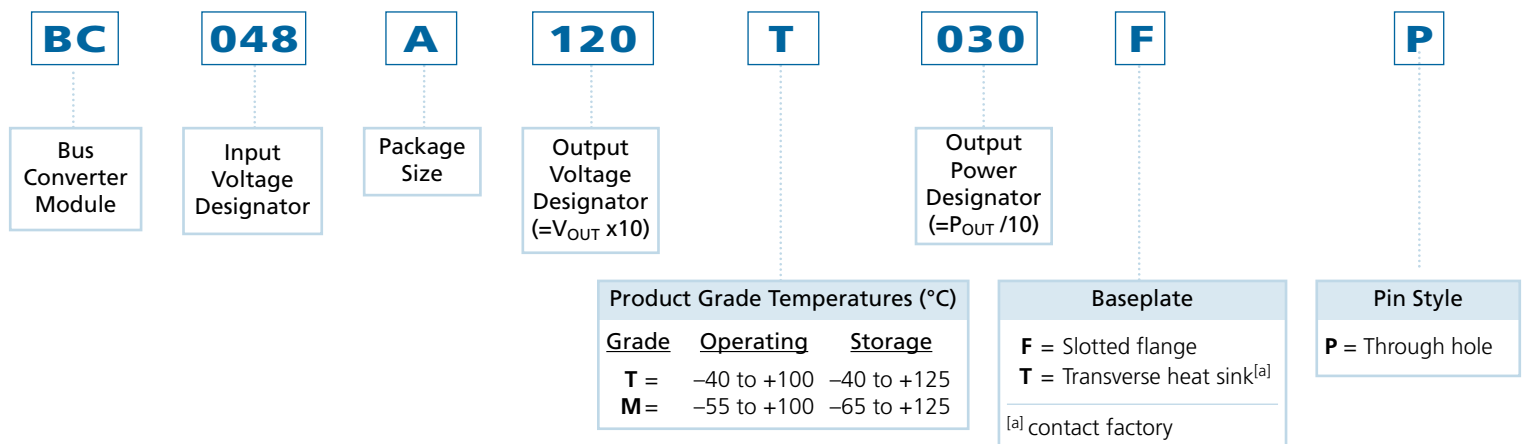 BC 048 A 120 T 030 F P
Bus
Converter
Module
Input
Voltage
Designator
Package
Size
Output
Voltage
Designator
(=VOUT x10)
Output
Power
Designator
(=POUT /10)
Product Grade Temperatures (°C)
Grade Operating Storage
T = –40 to +100 –40 to +125
M = –55 to +100 –65 to +125
Baseplate
F = Slotted flange
T = Transverse heat sink[a]
[a] contact factory
Pin Style
P = Through hole